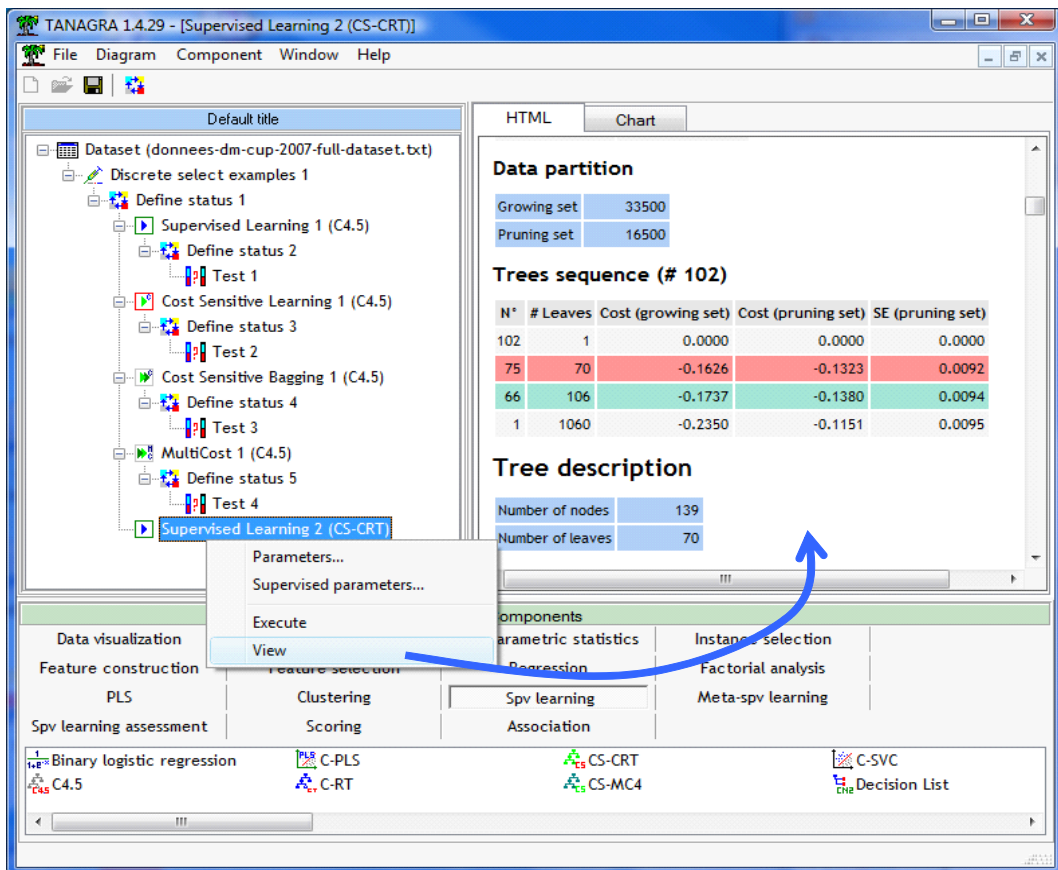 TANAGRA 1.4.29 - [Supervised Learning 2 (CS-CRT)]
File Diagram Component Window Help
Default title
Dataset (donnees-dm-cup-2007-full-dataset.txt)
Discrete select examples 1
Define status 1
Supervised Learning 1 (C4.5)
Define status 2
Test 1
Cost Sensitive Learning 1 (C4.5)
Define status 3
Test 2
Cost Sensitive Bagging 1 (C4.5)
Define status 4
Test 3
MultiCost 1 (C4.5)
Define status 5
Test 4
Supervised Learning 2 (CS-CRT)
Parameters...
Supervised parameters...
Execute
View
HTML Chart
Data partition
Growing set 33500
Pruning set 16500
Trees sequence (# 102)
N° # Leaves Cost (growing set) Cost (pruning set) SE (pruning set)
102 1 0.0000 0.0000 0.0000
75 70 -0.1626 -0.1323 0.0092
66 106 -0.1737 -0.1380 0.0094
1 1060 -0.2350 -0.1151 0.0095
Tree description
Number of nodes 139
Number of leaves 70
omponents
Data visualization arametric statistics Instance selection
Feature construction Feature selection Regression Factorial analysis
PLS Clustering Spv learning Meta-spv learning
Spv learning assessment Scoring Association
Binary logistic regression C-PLS CS-CRT C-SVC
C4.5 C-RT CS-MC4 Decision List